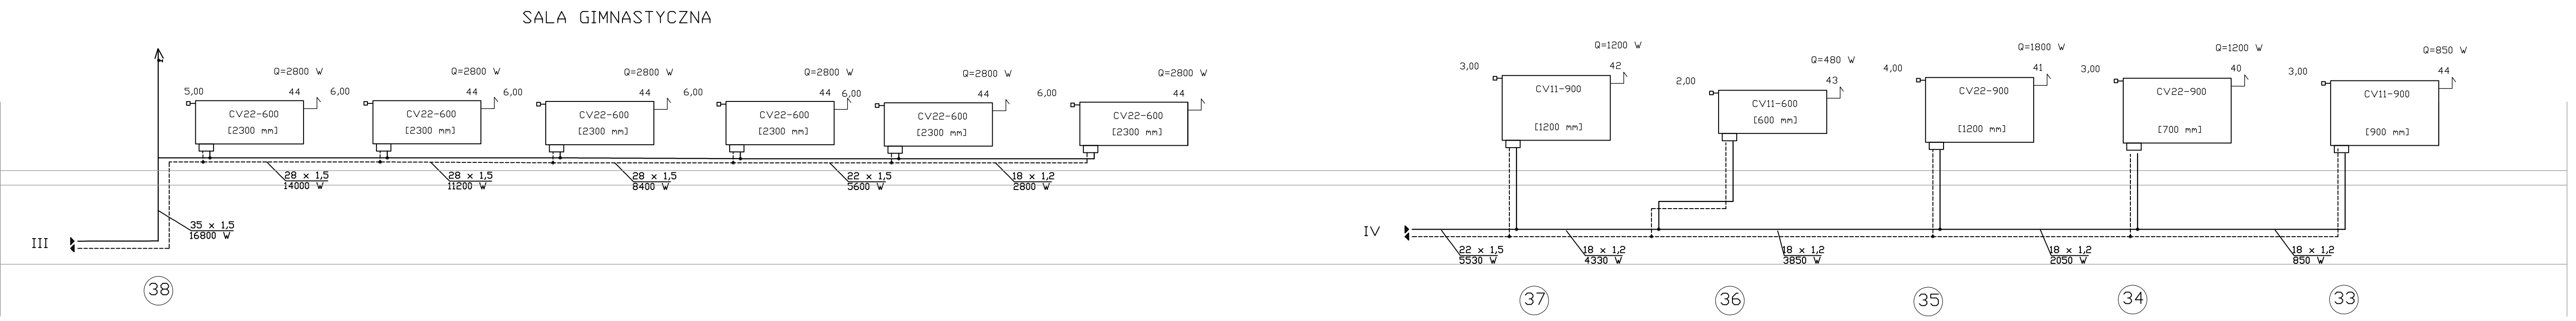 SALA GIMNASTYCZNA
Q=2800 W
5,00
44
CV22-600
[2300 mm]
Q=2800 W
6,00
44
CV22-600
[2300 mm]
Q=2800 W
6,00
44
CV22-600
[2300 mm]
Q=2800 W
6,00
44
CV22-600
[2300 mm]
Q=2800 W
6,00
44
CV22-600
[2300 mm]
Q=2800 W
6,00
44
CV22-600
[2300 mm]
28 x 1,5
14000 W
28 x 1,5
11200 W
28 x 1,5
8400 W
22 x 1,5
5600 W
18 x 1,2
2800 W
35 x 1,5
16800 W
III
38
Q=1200 W
3,00
42
CV11-900
[1200 mm]
Q=480 W
2,00
43
CV11-600
[600 mm]
Q=1800 W
4,00
41
CV22-900
[1200 mm]
Q=1200 W
3,00
40
CV22-900
[700 mm]
Q=850 W
3,00
44
CV11-900
[900 mm]
IV
22 x 1,5
5530 W
18 x 1,2
4330 W
18 x 1,2
3850 W
18 x 1,2
2050 W
18 x 1,2
850 W
37
36
35
34
33